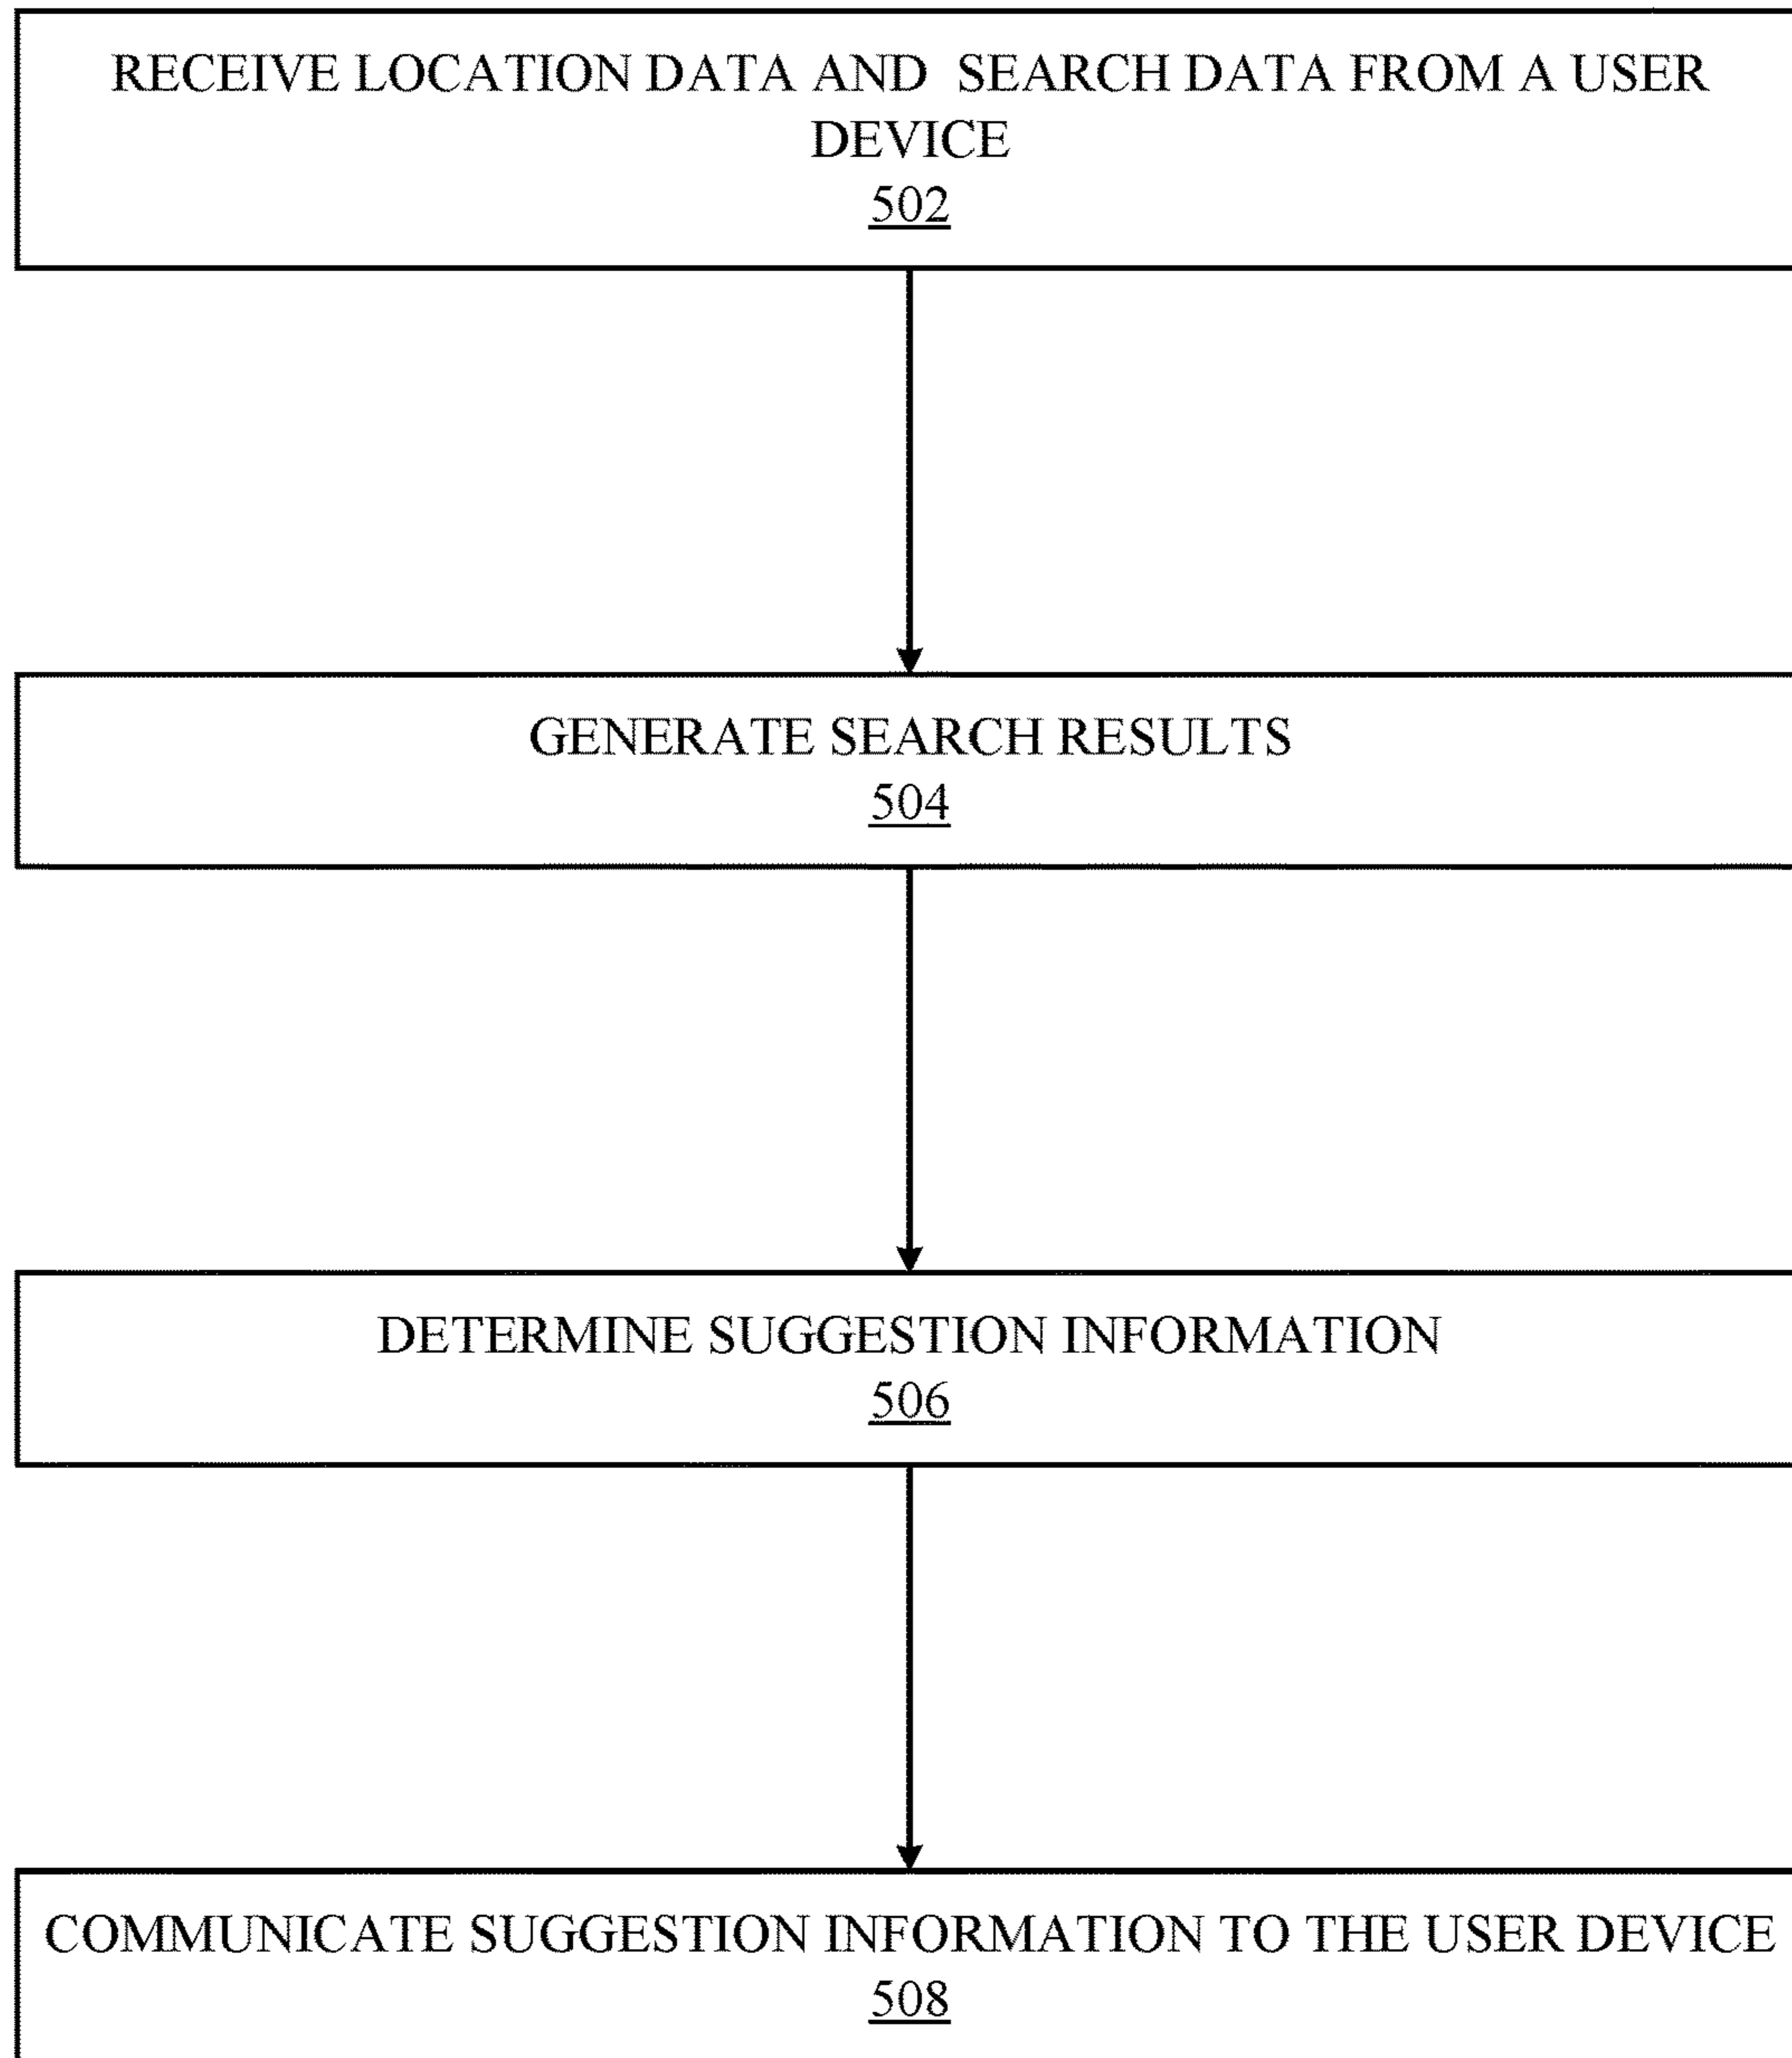 RECEIVE LOCATION DATA AND SEARCH DATA FROM A USER
DEVICE
502
GENERATE SEARCH RESULTS
504
DETERMINE SUGGESTION INFORMATION
506
COMMUNICATE SUGGESTION INFORMATION TO THE USER DEVICE
508